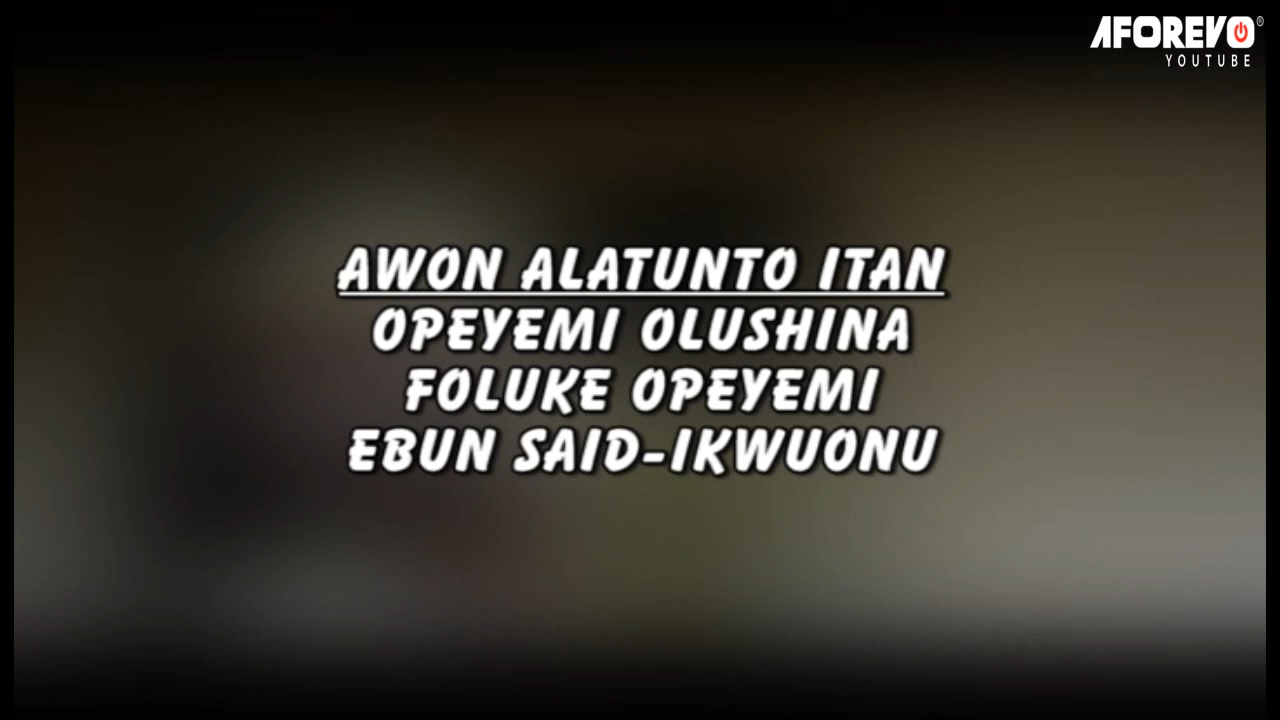 AFOREVO®
YOUTUBE
AWON ALATUNTO ITAN
OPEYEMI OLUSHINA
FOLUKE OPEYEMI
EBUN SAID-IKWUONU